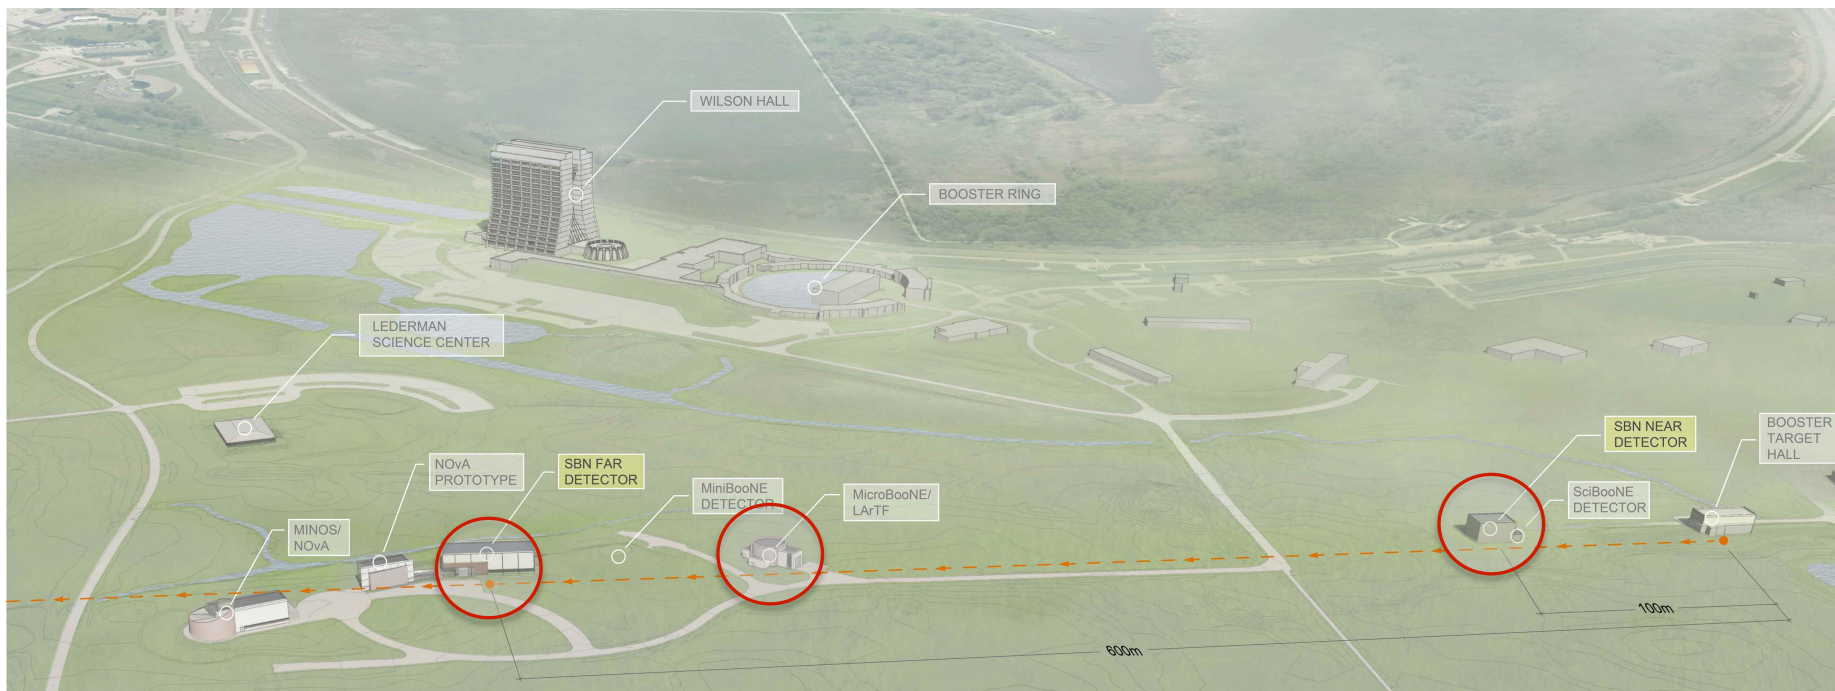 WILSON HALL
BOOSTER RING
LEDERMAN
SCIENCE CENTER
SBN NEAR
DETECTOR
BOOSTER
TARGET
HALL
NOvA
PROTOTYPE
SBN FAR
DETECTOR
MiniBooNE
DETECTOR
MicroBooNE/
LArTF
SciBooNE
DETECTOR
MINOS/
NOvA
100m
600m